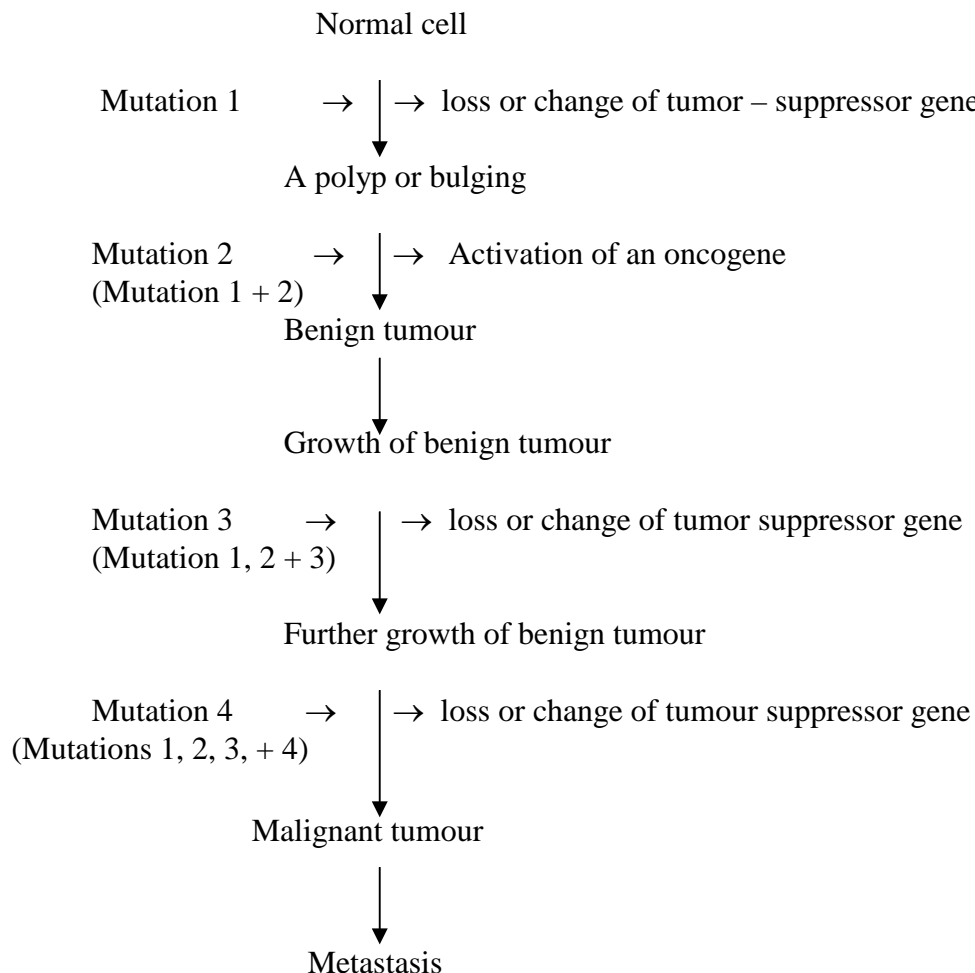 Normal cell
Mutation 1 → → loss or change of tumor – suppressor gene
A polyp or bulging
Mutation 2 → → Activation of an oncogene
(Mutation 1 + 2)
Benign tumour
Growth of benign tumour
Mutation 3 → → loss or change of tumor suppressor gene
(Mutation 1, 2 + 3)
Further growth of benign tumour
Mutation 4 → → loss or change of tumour suppressor gene
(Mutations 1, 2, 3, + 4)
Malignant tumour
Metastasis